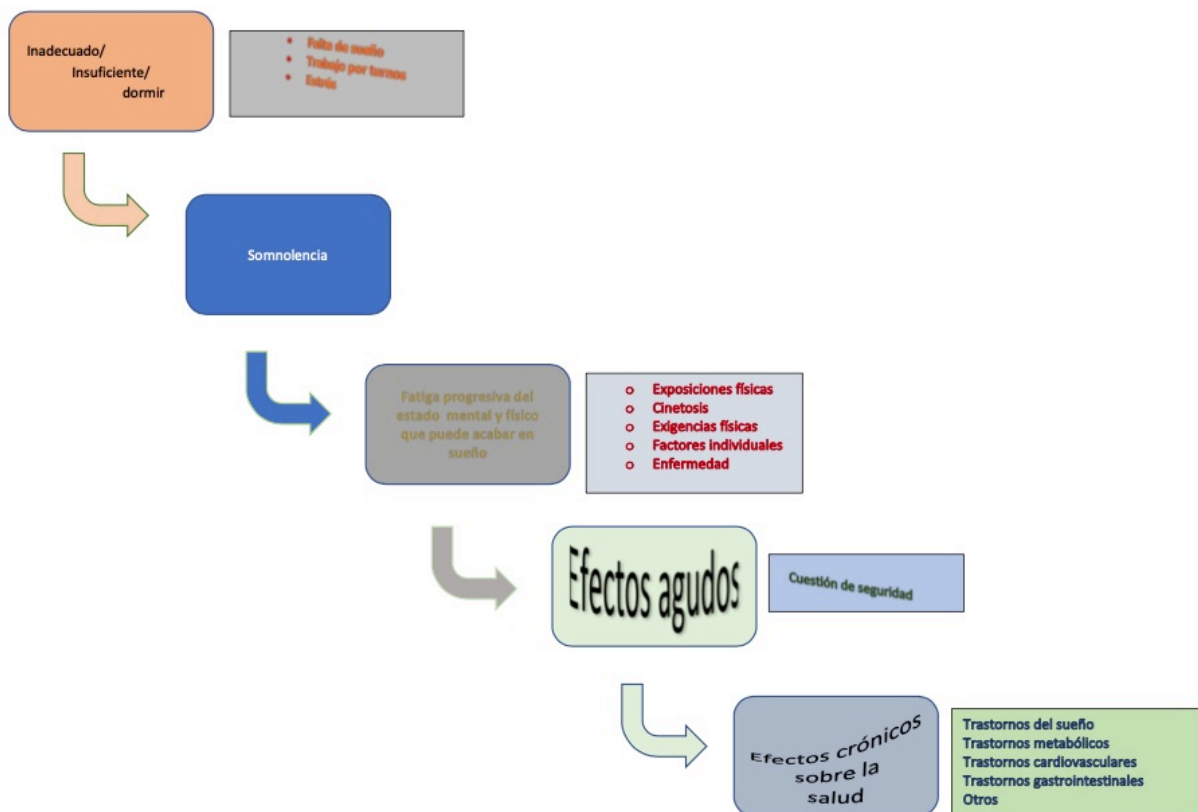 Inadecuado/
Insuficiente/
dormir
• Falta de sueño
• Trabajo por turnos
• Estrés
Somnolencia
Fatiga progresiva del
estado mental y físico
que puede acabar en
sueño
o Exposiciones físicas
o Cinetosis
o Exigencias físicas
o Factores individuales
o Enfermedad
Efectos agudos
Cuestión de seguridad
Efectos crónicos
sobre la
salud
Trastornos del sueño
Trastornos metabólicos
Trastornos cardiovasculares
Trastornos gastrointestinales
Otros